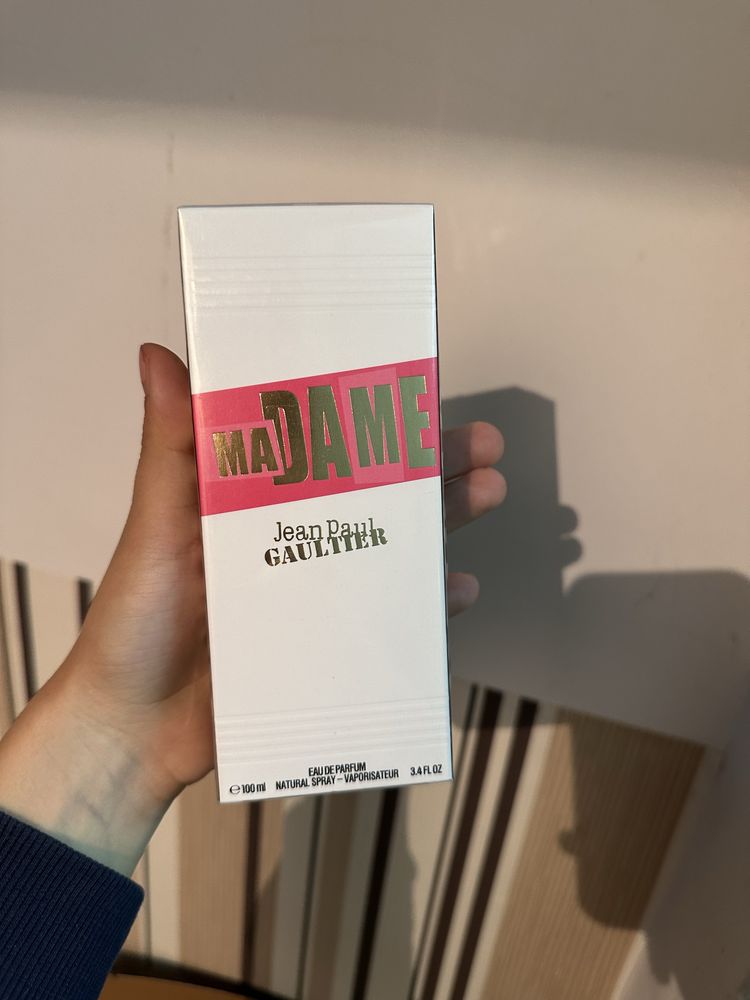 MADAME
Jean Paul
GAULTIER
EAU DE PARFUM
℮ 100 ml NATURAL SPRAY – VAPORISATEUR 3.4 FL OZ